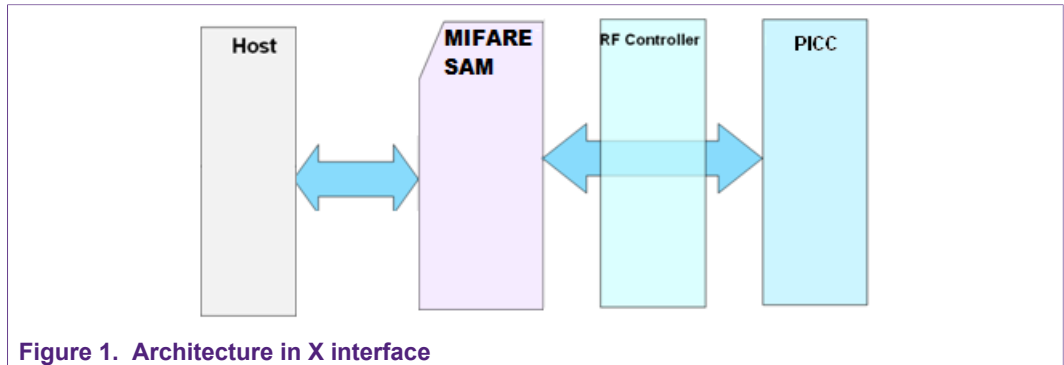 Host
MIFARE
SAM
RF Controller
PICC
Figure 1. Architecture in X interface